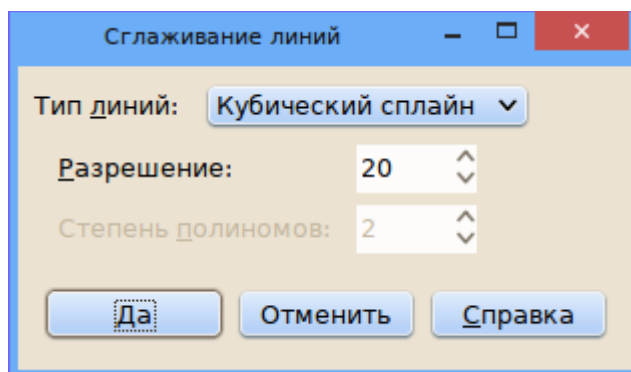 Сглаживание линий
Тип линий: Кубический сплайн
Разрешение: 20
Степень полиномов: 2
Да Отменить Справка